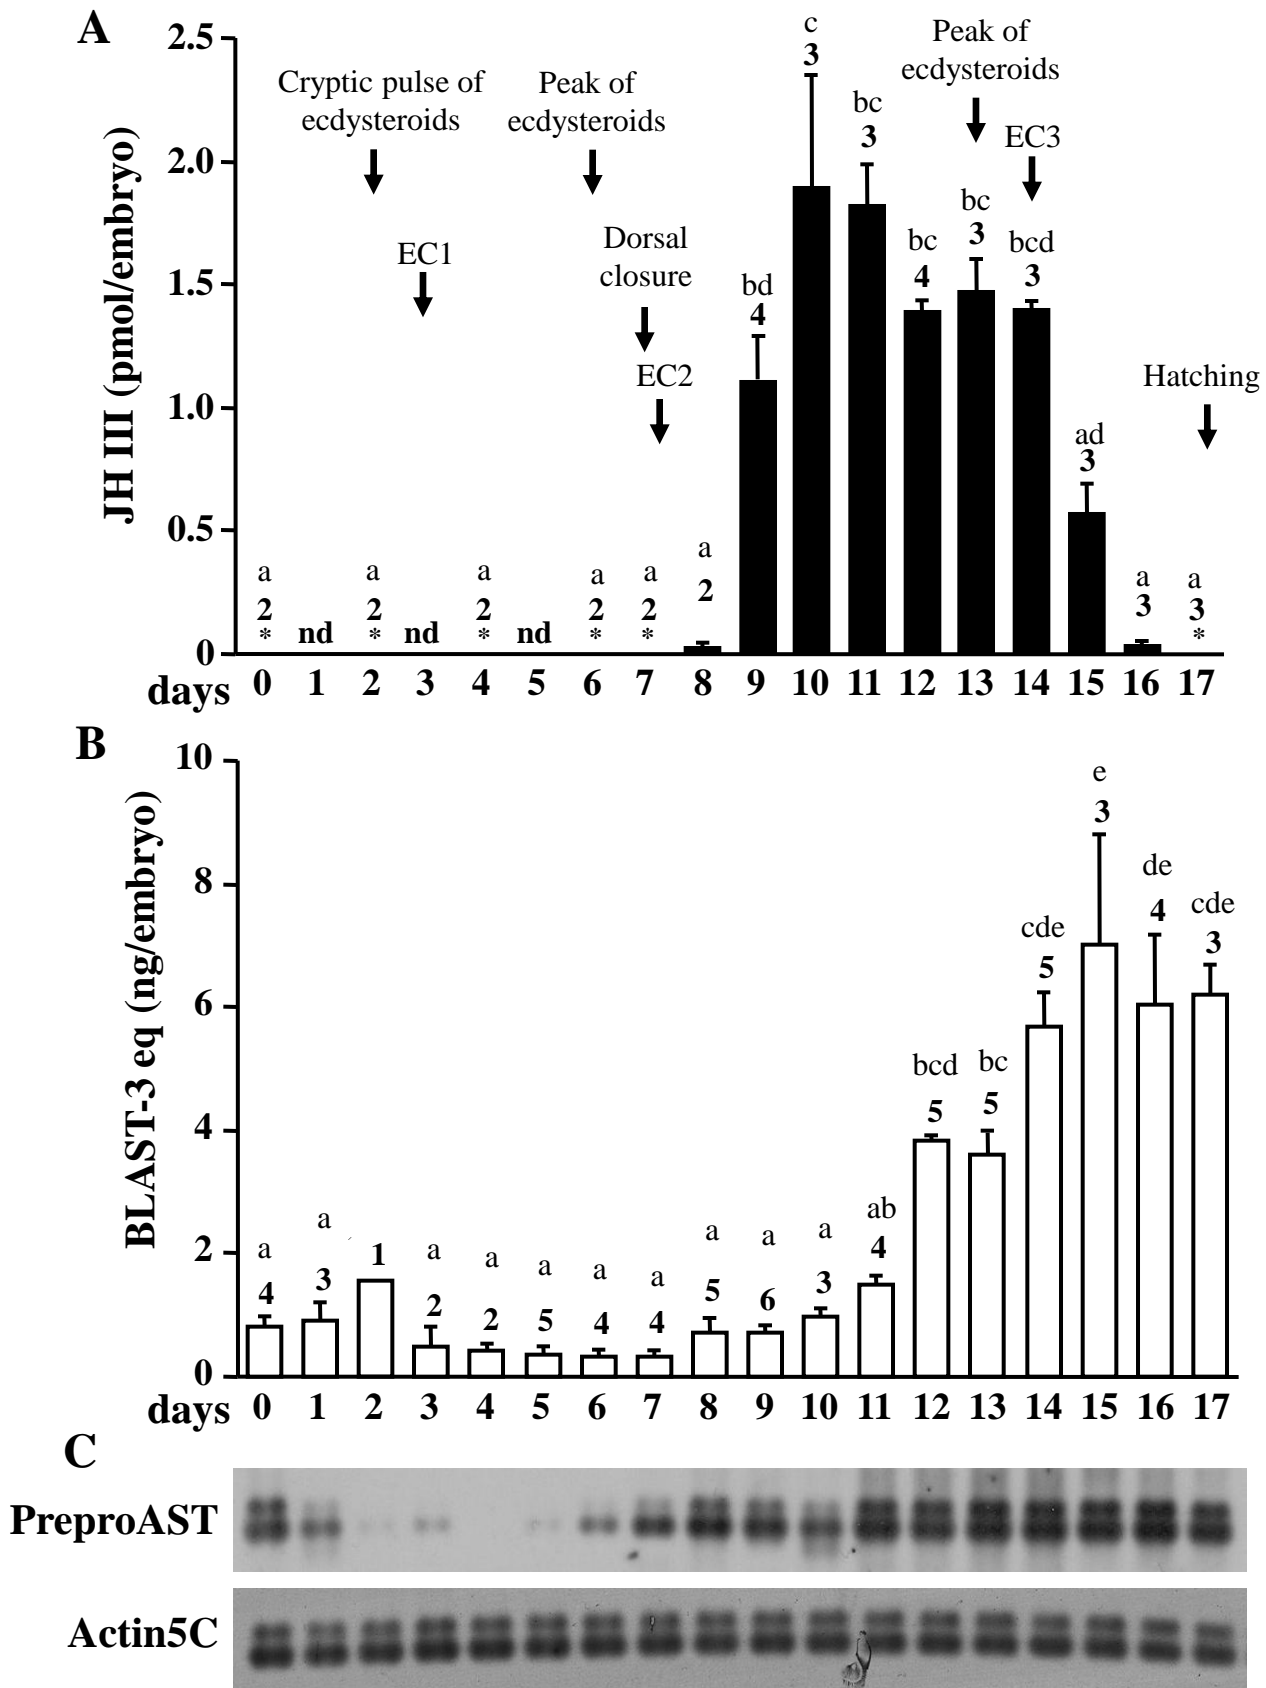 A
2.5
2.0
1.5
1.0
0.5
0
JH III (pmol/embryo)
Cryptic pulse of
ecdysteroids
EC1
Peak of
ecdysteroids
Dorsal
closure
EC2
Peak of
ecdysteroids
EC3
Hatching
a a a a a a bd c bc bc bc bcd ad a a
2 nd 2 nd 2 nd 2 2 2 4 3 3 4 3 3 3 3 3
* * * * * *
days 0 1 2 3 4 5 6 7 8 9 10 11 12 13 14 15 16 17
B
10
8
6
4
2
0
BLAST-3 eq (ng/embryo)
a a a a a a a a a a ab bcd bc cde e de cde
4 3 1 2 2 5 4 4 5 6 3 4 5 5 5 3 4 3
days 0 1 2 3 4 5 6 7 8 9 10 11 12 13 14 15 16 17
C
PreproAST
Actin5C